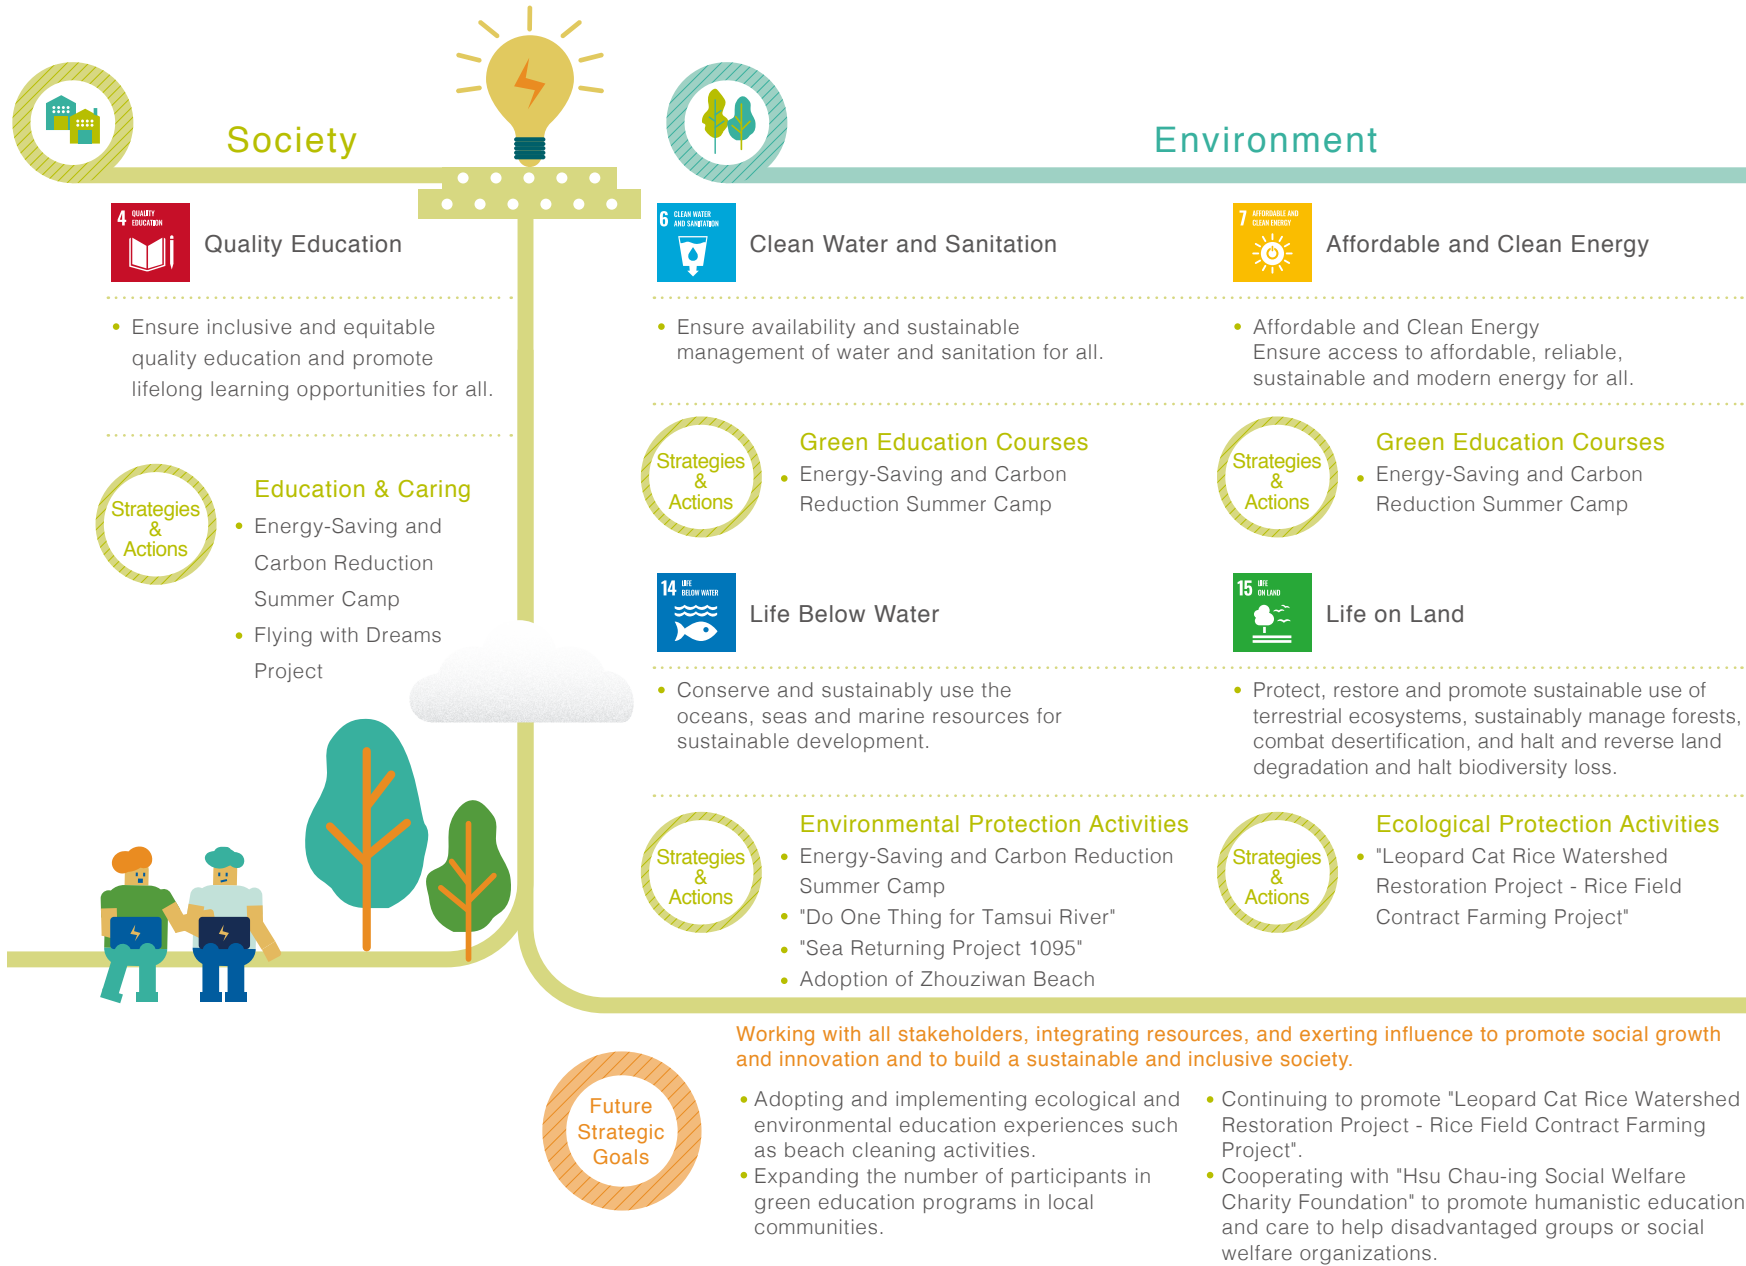 Society
4 QUALITY
EDUCATION
Quality Education
• Ensure inclusive and equitable
quality education and promote
lifelong learning opportunities for all.
Strategies
&
Actions
Education & Caring
• Energy-Saving and
Carbon Reduction
Summer Camp
• Flying with Dreams
Project
Environment
6 CLEAN WATER
AND SANITATION
Clean Water and Sanitation
• Ensure availability and sustainable
management of water and sanitation for all.
Strategies
&
Actions
Green Education Courses
• Energy-Saving and Carbon
Reduction Summer Camp
7 AFFORDABLE AND
CLEAN ENERGY
Affordable and Clean Energy
• Affordable and Clean Energy
Ensure access to affordable, reliable,
sustainable and modern energy for all.
Strategies
&
Actions
Green Education Courses
• Energy-Saving and Carbon
Reduction Summer Camp
14 LIFE
BELOW WATER
Life Below Water
• Conserve and sustainably use the
oceans, seas and marine resources for
sustainable development.
Strategies
&
Actions
Environmental Protection Activities
• Energy-Saving and Carbon Reduction
Summer Camp
• "Do One Thing for Tamsui River"
• "Sea Returning Project 1095"
• Adoption of Zhouziwan Beach
15 LIFE
ON LAND
Life on Land
• Protect, restore and promote sustainable use of
terrestrial ecosystems, sustainably manage forests,
combat desertification, and halt and reverse land
degradation and halt biodiversity loss.
Strategies
&
Actions
Ecological Protection Activities
• "Leopard Cat Rice Watershed
Restoration Project - Rice Field
Contract Farming Project"
Future
Strategic
Goals
Working with all stakeholders, integrating resources, and exerting influence to promote social growth
and innovation and to build a sustainable and inclusive society.
• Adopting and implementing ecological and
environmental education experiences such
as beach cleaning activities.
• Expanding the number of participants in
green education programs in local
communities.
• Continuing to promote "Leopard Cat Rice Watershed
Restoration Project - Rice Field Contract Farming
Project".
• Cooperating with "Hsu Chau-ing Social Welfare
Charity Foundation" to promote humanistic education
and care to help disadvantaged groups or social
welfare organizations.